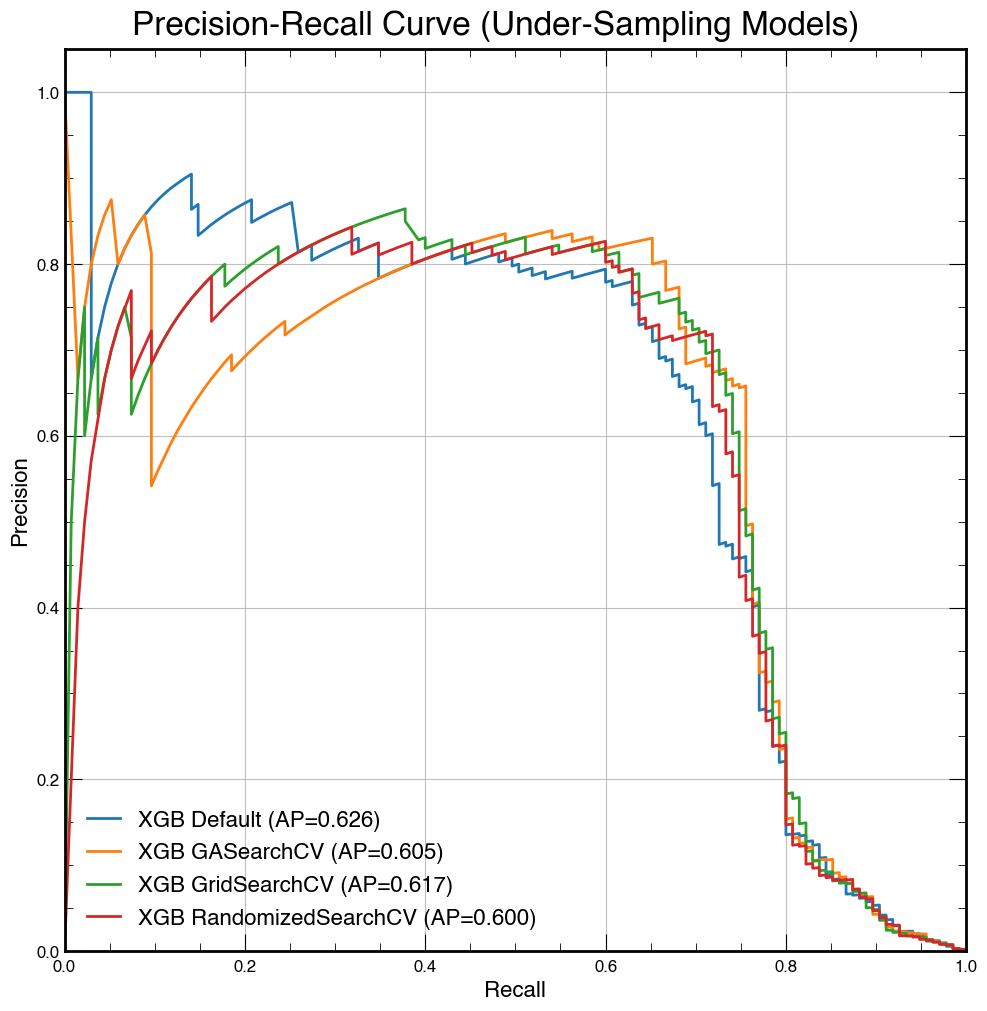 Precision-Recall Curve (Under-Sampling Models)
Precision
1.0
0.8
0.6
0.4
0.2
0.0
XGB Default (AP=0.626)
XGB GASearchCV (AP=0.605)
XGB GridSearchCV (AP=0.617)
XGB RandomizedSearchCV (AP=0.600)
0.0 0.2 0.4 0.6 0.8 1.0
Recall